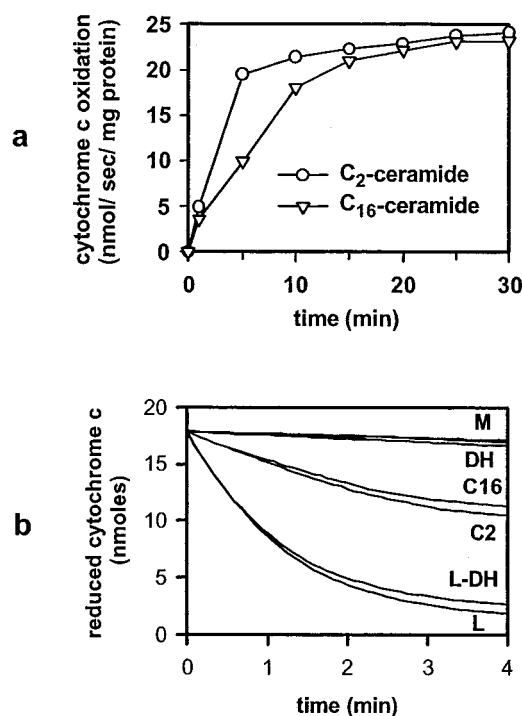 a
cytochrome c oxidation
(nmol/ sec/ mg protein)
25
20
15
10
5
0
C2-ceramide
C16-ceramide
0
10
20
30
time (min)
b
reduced cytochrome c
(nmoles)
20
15
10
5
0
M
DH
C16
C2
L-DH
L
0
1
2
3
4
time (min)